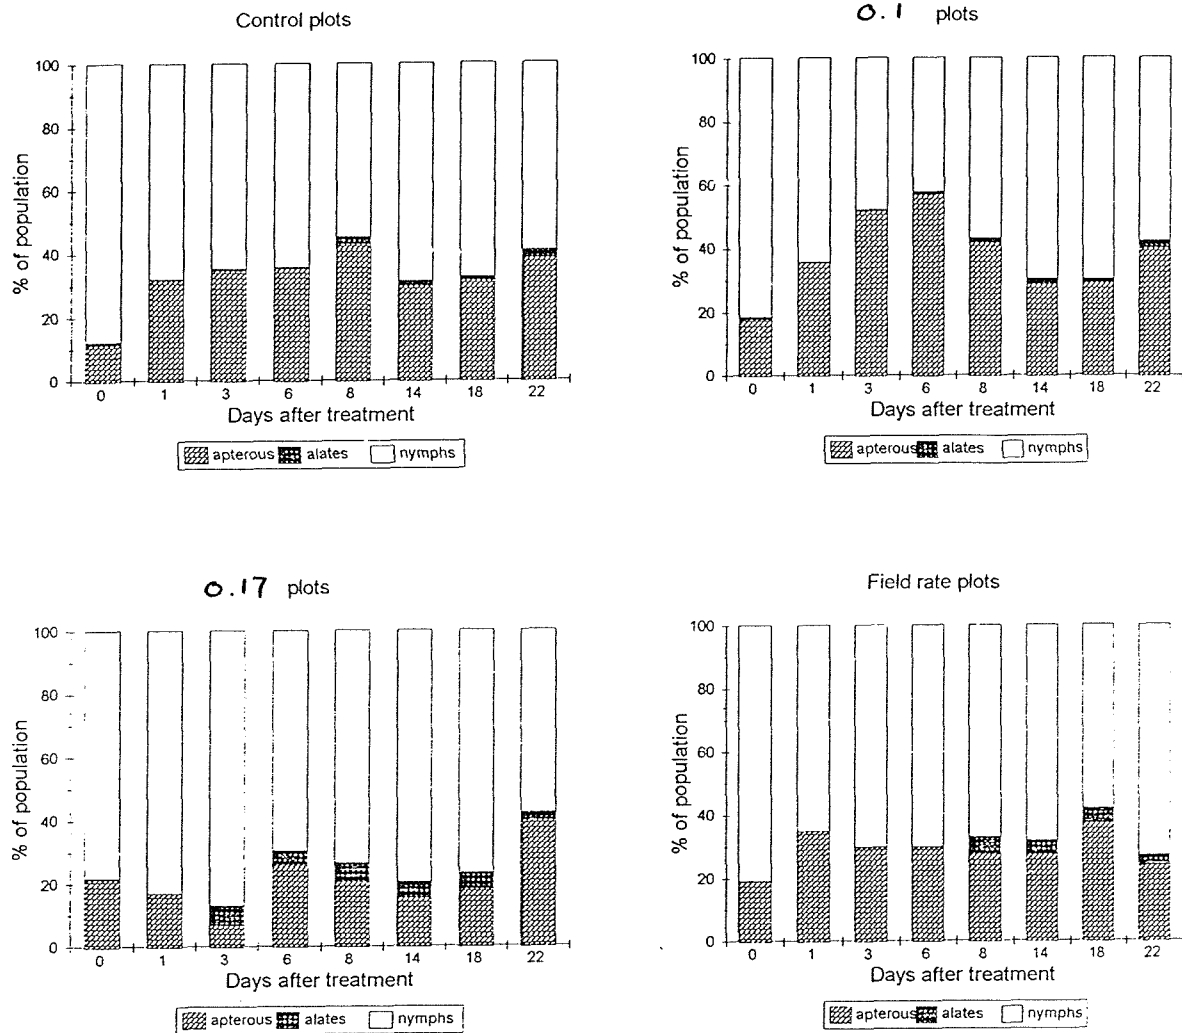 Control plots
% of population
100
80
60
40
20
0
0 1 3 6 8 14 18 22
Days after treatment
apterous alates nymphs
0.1 plots
% of population
100
80
60
40
20
0
0 1 3 6 8 14 18 22
Days after treatment
apterous alates nymphs
0.17 plots
% of population
100
80
60
40
20
0
0 1 3 6 8 14 18 22
Days after treatment
apterous alates nymphs
Field rate plots
% of population
100
80
60
40
20
0
0 1 3 6 8 14 18 22
Days after treatment
apterous alates nymphs